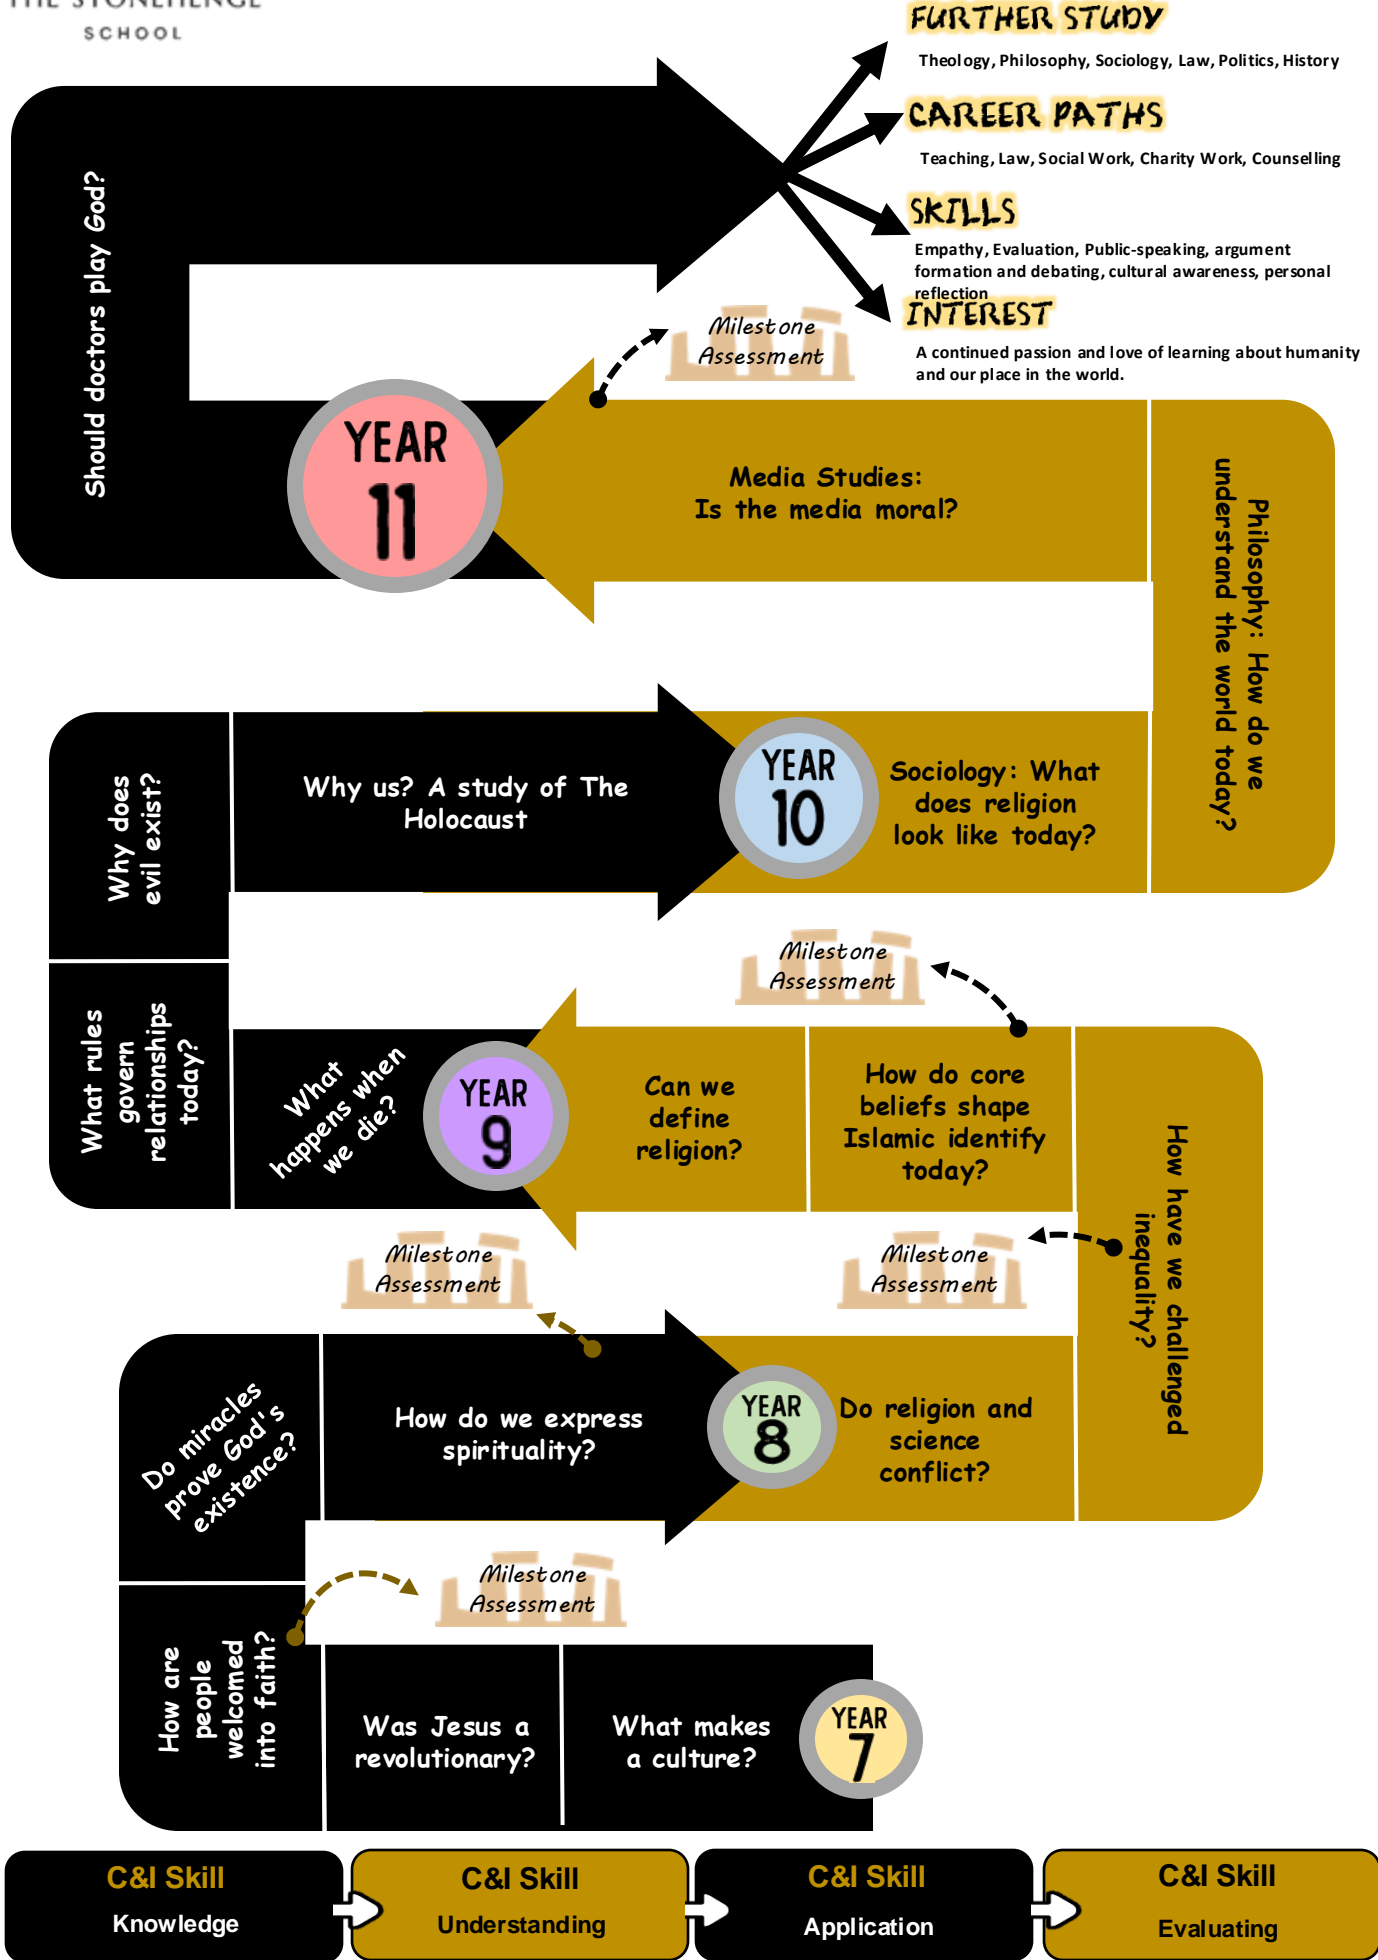 THE STONEHENGE
SCHOOL
FURTHER STUDY
Theology, Philosophy, Sociology, Law, Politics, History
CAREER PATHS
Teaching, Law, Social Work, Charity Work, Counselling
SKILLS
Empathy, Evaluation, Public-speaking, argument
formation and debating, cultural awareness, personal
reflection
INTEREST
A continued passion and love of learning about humanity
and our place in the world.
Should doctors play God?
Milestone
Assessment
YEAR
11
Media Studies:
Is the media moral?
Philosophy: How do we
understand the world today?
Why does
evil exist?
Why us? A study of The
Holocaust
YEAR
10
Sociology: What
does religion
look like today?
Milestone
Assessment
What rules
govern
relationships
today?
What
happens when
we die?
YEAR
9
Can we
define
religion?
How do core
beliefs shape
Islamic identify
today?
How have we challenged
inequality?
Milestone
Assessment
Milestone
Assessment
Do miracles
prove God's
existence?
How do we express
spirituality?
YEAR
8
Do religion and
science
conflict?
Milestone
Assessment
How are
people
welcomed
into faith?
Was Jesus a
revolutionary?
What makes
a culture?
YEAR
7
C&I Skill
Knowledge
C&I Skill
Understanding
C&I Skill
Application
C&I Skill
Evaluating